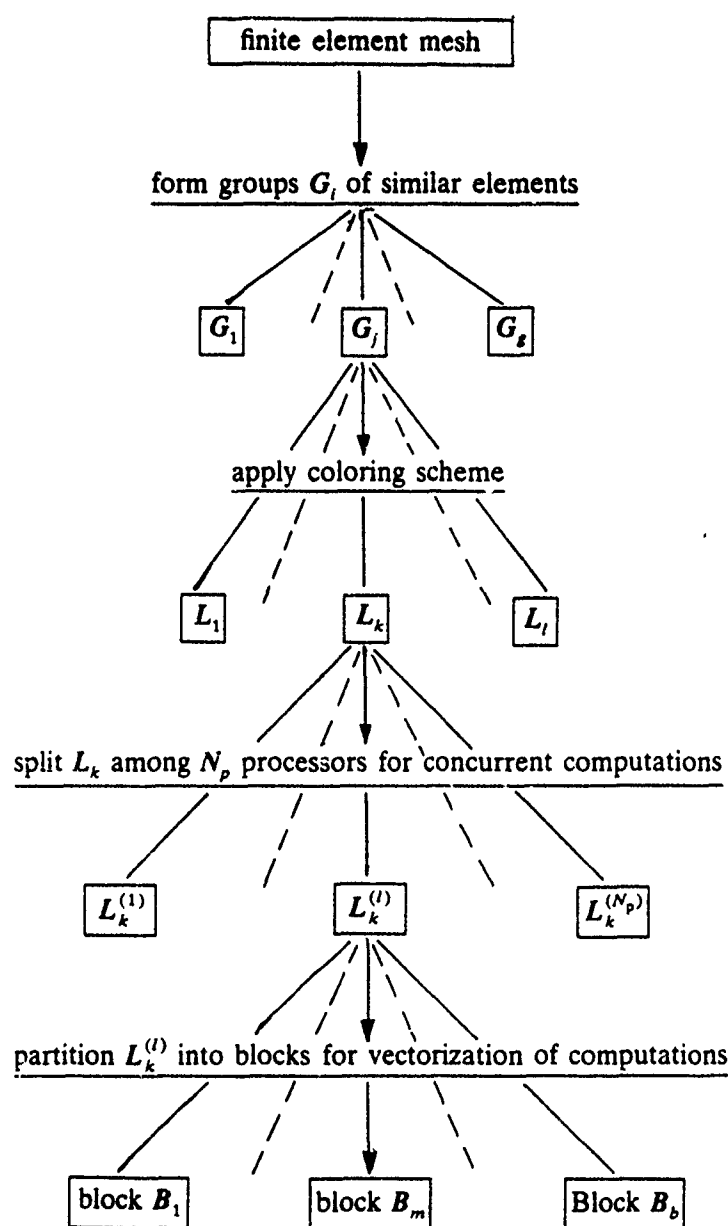 finite element mesh
form groups G_i of similar elements
G_1 G_j G_g
apply coloring scheme
L_1 L_k L_l
split L_k among N_p processors for concurrent computations
L_k^(1) L_k^(l) L_k^(N_p)
partition L_k^(l) into blocks for vectorization of computations
block B_1 block B_m Block B_b